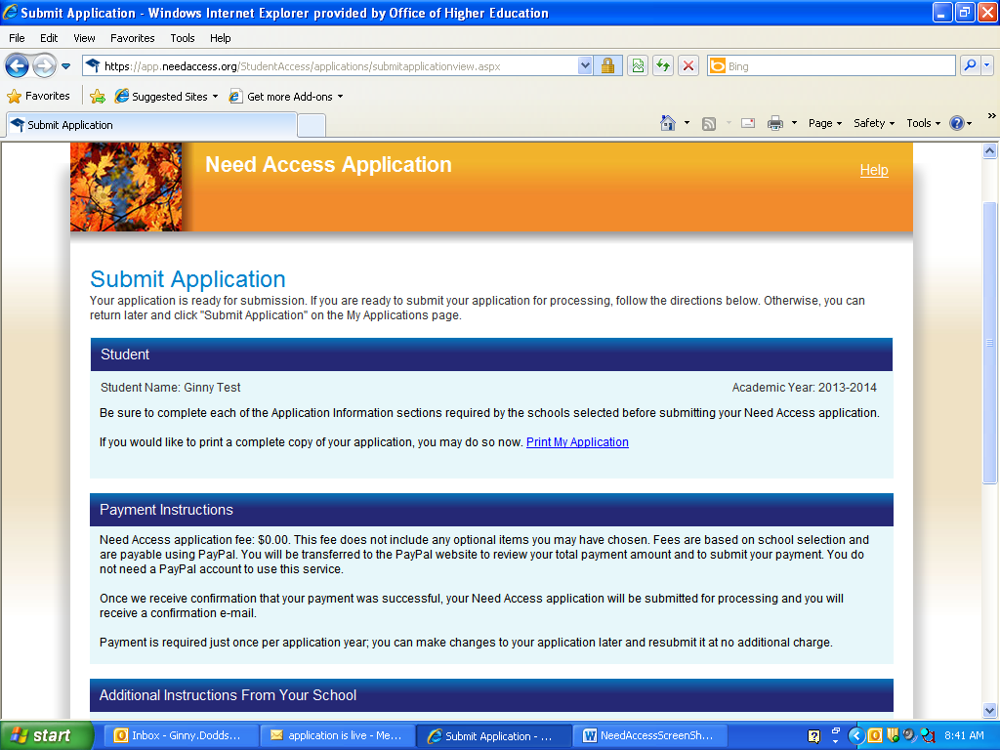 Submit Application - Windows Internet Explorer provided by Office of Higher Education
File Edit View Favorites Tools Help
https://app.needaccess.org/StudentAccess/applications/submitapplicationview.aspx
Bing
Favorites Suggested Sites Get more Add-ons
Submit Application
Page Safety Tools
Need Access Application
Help
Submit Application
Your application is ready for submission. If you are ready to submit your application for processing, follow the directions below. Otherwise, you can
return later and click "Submit Application" on the My Applications page.
Student
Student Name: Ginny Test Academic Year: 2013-2014
Be sure to complete each of the Application Information sections required by the schools selected before submitting your Need Access application.
If you would like to print a complete copy of your application, you may do so now. Print My Application
Payment Instructions
Need Access application fee: $0.00. This fee does not include any optional items you may have chosen. Fees are based on school selection and
are payable using PayPal. You will be transferred to the PayPal website to review your total payment amount and to submit your payment. You do
not need a PayPal account to use this service.
Once we receive confirmation that your payment was successful, your Need Access application will be submitted for processing and you will
receive a confirmation e-mail.
Payment is required just once per application year; you can make changes to your application later and resubmit it at no additional charge.
Additional Instructions From Your School
start Inbox - Ginny.Dodds... application is live - Me... Submit Application - ... NeedAccessScreenSh... 8:41 AM